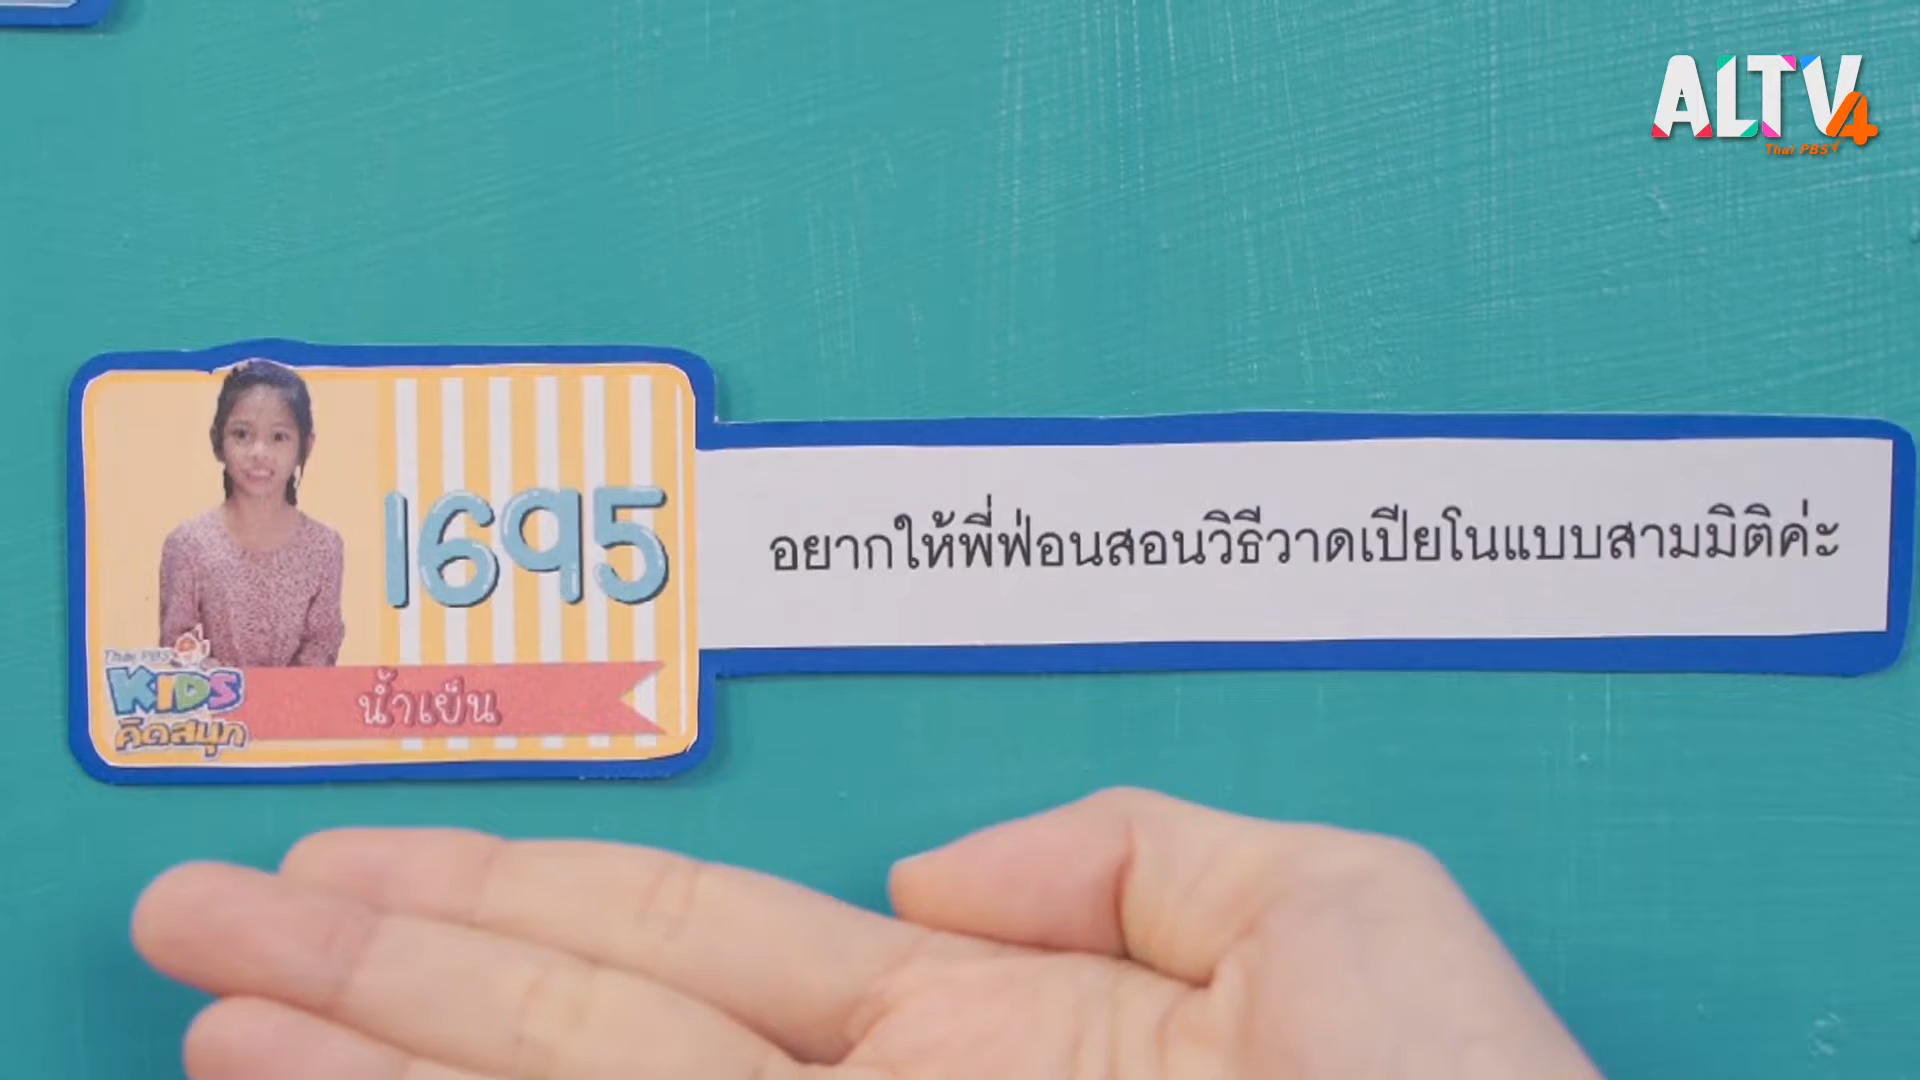 ALTV4
Thai PBS
1695
อยากให้พี่ฟ่อนสอนวิธีวาดเปียโนแบบสามมิติค่ะ
Thai PBS
KIDS
คิดสนุก
น้ำเย็น